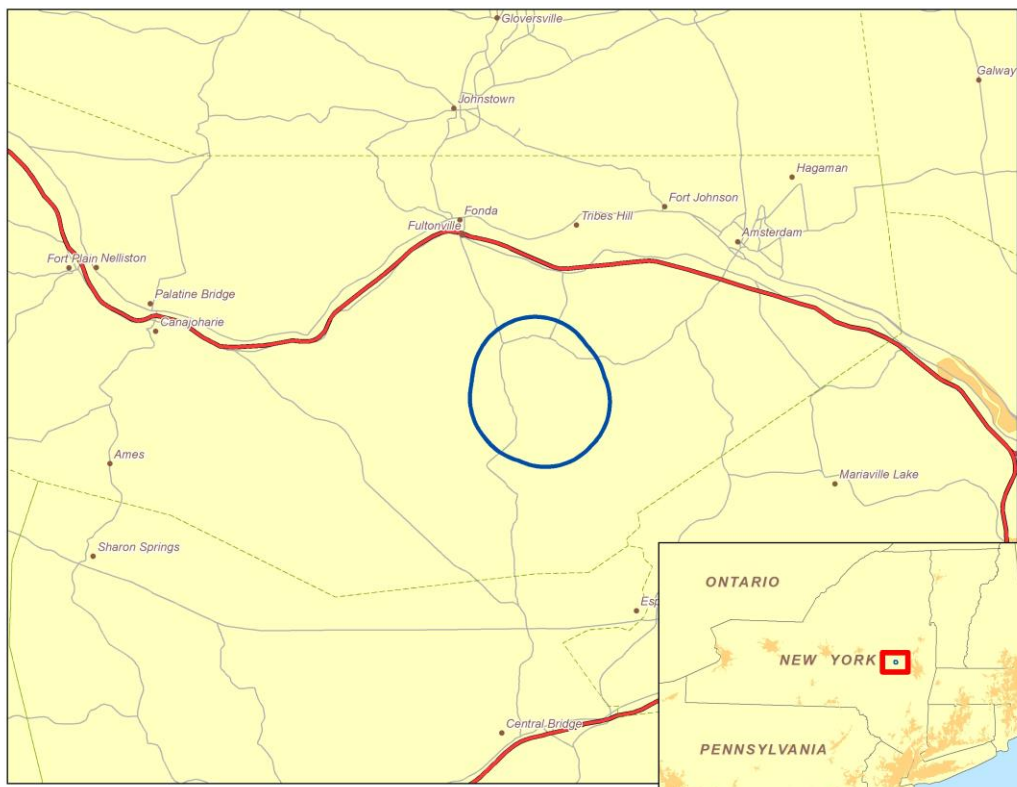 Gloversville
Galway
Johnstown
Hagaman
Fort Johnson
Fonda
Tribes Hill
Fultonville
Amsterdam
Fort Plain Nelliston
Palatine Bridge
Canajoharie
Ames
Mariaville Lake
Sharon Springs
Esp
Central Bridge
ONTARIO
NEW YORK
PENNSYLVANIA